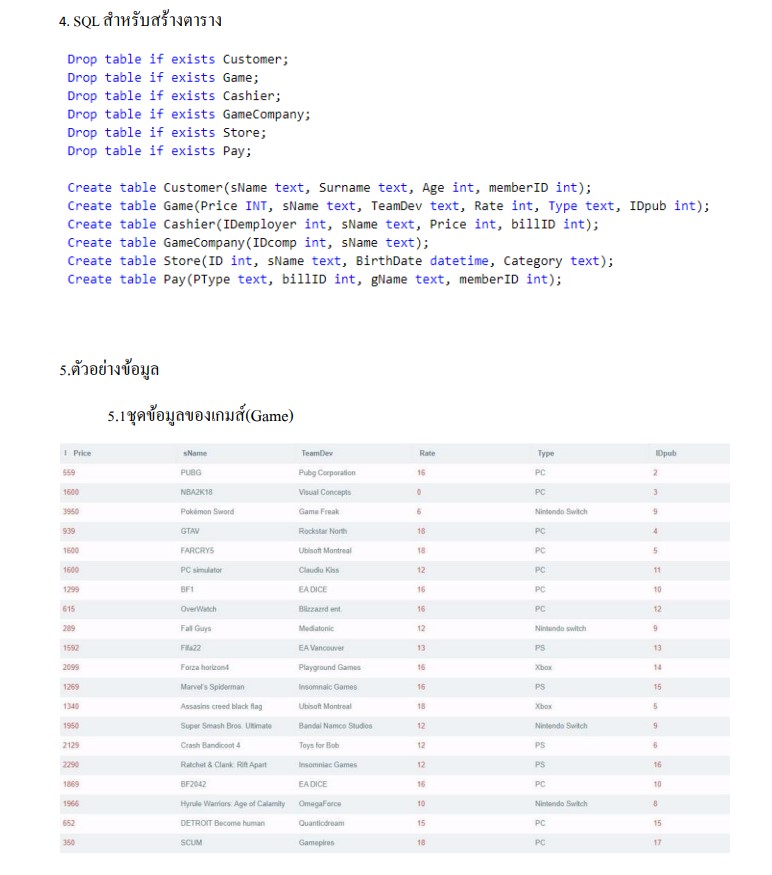 4. SQL สำหรับสร้างตาราง
Drop table if exists Customer;
Drop table if exists Game;
Drop table if exists Cashier;
Drop table if exists GameCompany;
Drop table if exists Store;
Drop table if exists Pay;
Create table Customer(sName text, Surname text, Age int, memberID int);
Create table Game(Price INT, sName text, TeamDev text, Rate int, Type text, IDpub int);
Create table Cashier(IDemployer int, sName text, Price int, billID int);
Create table GameCompany(IDcomp int, sName text);
Create table Store(ID int, sName text, BirthDate datetime, Category text);
Create table Pay(PType text, billID int, gName text, memberID int);
5.ตัวอย่างข้อมูล
5.1ชุดข้อมูลของเกมส์(Game)
Price sName TeamDev Rate Type IDpub
559 PUBG Pubg Corporation 16 PC 2
1600 NBA2K18 Visual Concepts 0 PC 3
3950 Pokémon Sword Game Freak 6 Nintendo Switch 9
939 GTAV Rockstar North 18 PC 4
1600 FARCRY5 Ubisoft Montreal 18 PC 5
1600 PC simulator Claudiu Kiss 12 PC 11
1299 BF1 EA DICE 16 PC 10
615 OverWatch Blizzazrd ent. 16 PC 12
289 Fall Guys Mediatonic 12 Nintendo switch 9
1592 Fifa22 EA Vancouver 13 PS 13
2099 Forza horizon4 Playground Games 16 Xbox 14
1269 Marvel's Spiderman Insomnaic Games 16 PS 15
1340 Assasins creed black flag Ubisoft Montreal 18 Xbox 5
1950 Super Smash Bros. Ultimate Bandai Namco Studios 12 Nintendo Switch 9
2129 Crash Bandicoot 4 Toys for Bob 12 PS 6
2290 Ratchet & Clank: Rift Apart Insomniac Games 12 PS 16
1869 BF2042 EA DICE 16 PC 10
1966 Hyrule Warriors: Age of Calamity OmegaForce 10 Nintendo Switch 8
652 DETROIT Become human Quanticdream 15 PC 15
350 SCUM Gamepires 18 PC 17